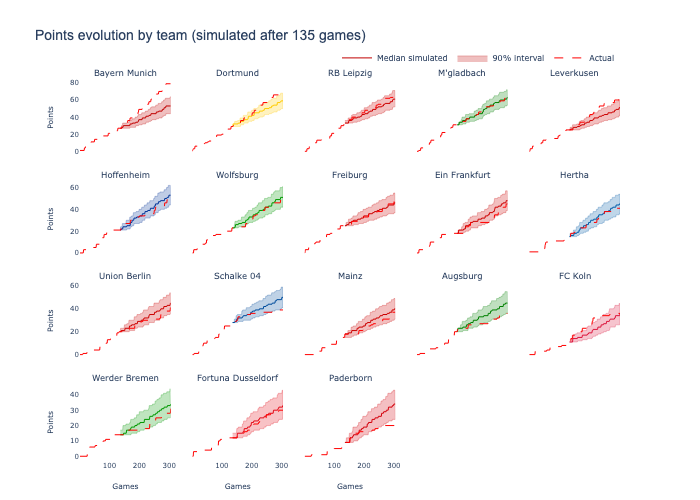 Points evolution by team (simulated after 135 games)
Median simulated 90% interval Actual
Bayern Munich Dortmund RB Leipzig M'gladbach Leverkusen
80
60
40
20
0
Points
Hoffenheim Wolfsburg Freiburg Ein Frankfurt Hertha
60
40
20
0
Points
Union Berlin Schalke 04 Mainz Augsburg FC Koln
60
40
20
0
Points
Werder Bremen Fortuna Dusseldorf Paderborn
40
30
20
10
0
Points
100 200 300 100 200 300 100 200 300
Games Games Games